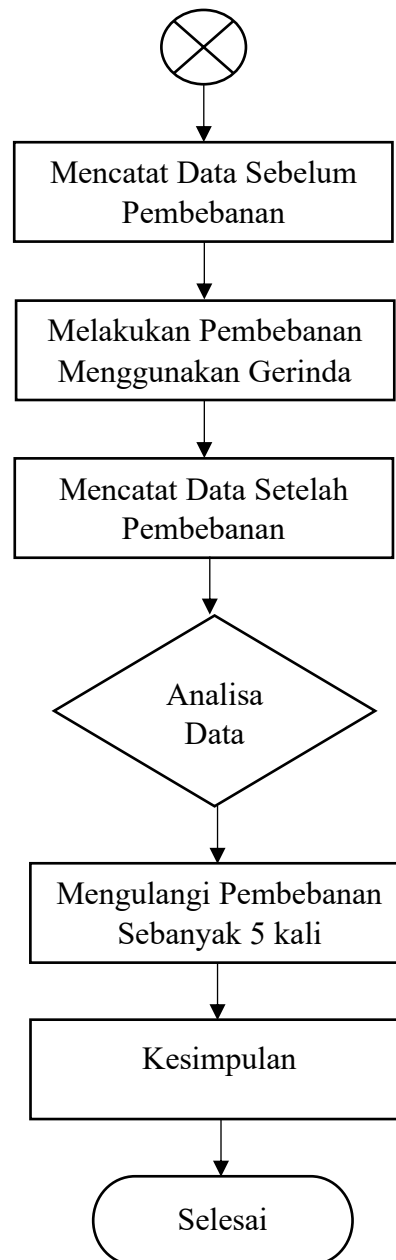 Mencatat Data Sebelum
Pembebanan
Melakukan Pembebanan
Menggunakan Gerinda
Mencatat Data Setelah
Pembebanan
Analisa
Data
Mengulangi Pembebanan
Sebanyak 5 kali
Kesimpulan
Selesai